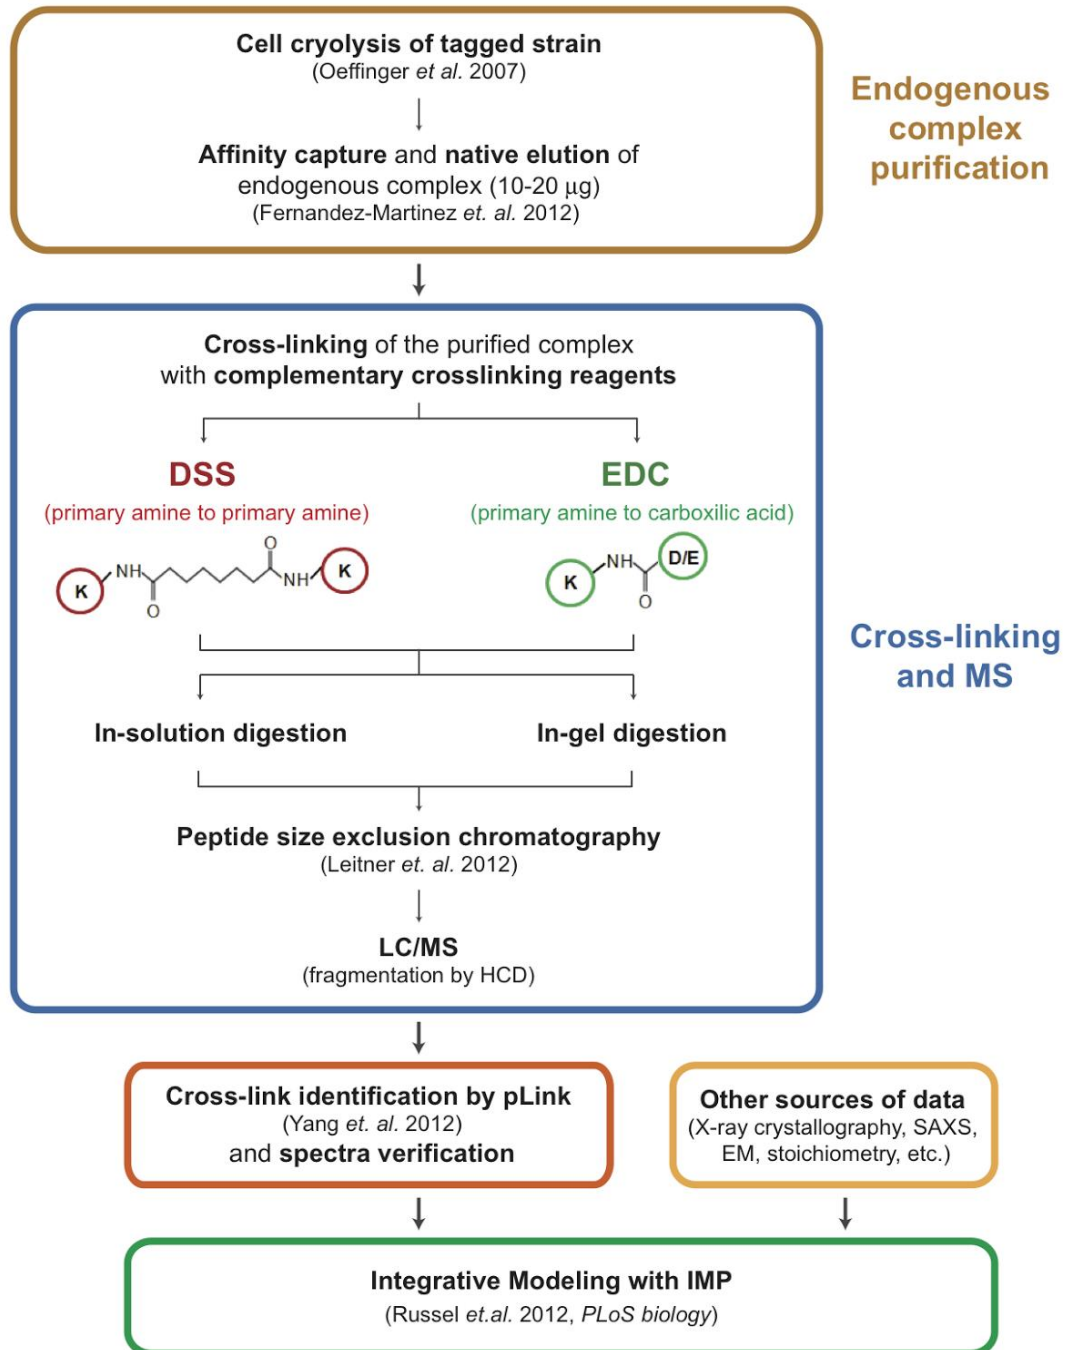 Cell cryolysis of tagged strain
(Oeffinger et al. 2007)
Affinity capture and native elution of
endogenous complex (10-20 μg)
(Fernandez-Martinez et. al. 2012)
Endogenous
complex
purification
Cross-linking of the purified complex
with complementary crosslinking reagents
DSS
(primary amine to primary amine)
K
NH
O
O
NH
K
EDC
(primary amine to carboxilic acid)
K
NH
O
D/E
In-solution digestion
In-gel digestion
Peptide size exclusion chromatography
(Leitner et. al. 2012)
LC/MS
(fragmentation by HCD)
Cross-linking
and MS
Cross-link identification by pLink
(Yang et. al. 2012)
and spectra verification
Other sources of data
(X-ray crystallography, SAXS,
EM, stoichiometry, etc.)
Integrative Modeling with IMP
(Russel et.al. 2012, PLoS biology)